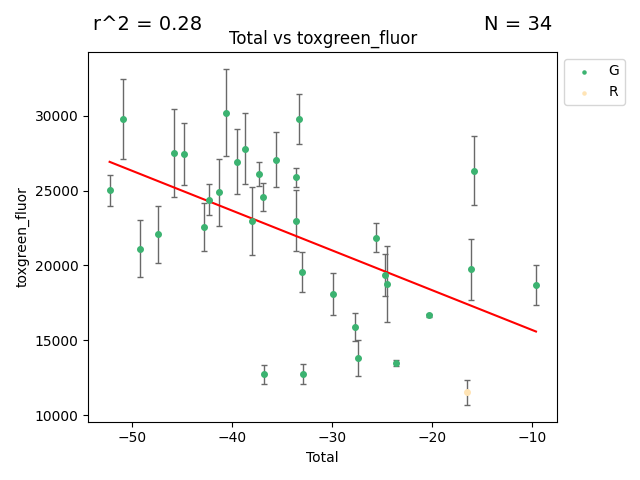 r^2 = 0.28 N = 34
Total vs toxgreen_fluor
G
R
30000
25000
20000
15000
10000
toxgreen_fluor
−50 −40 −30 −20 −10
Total